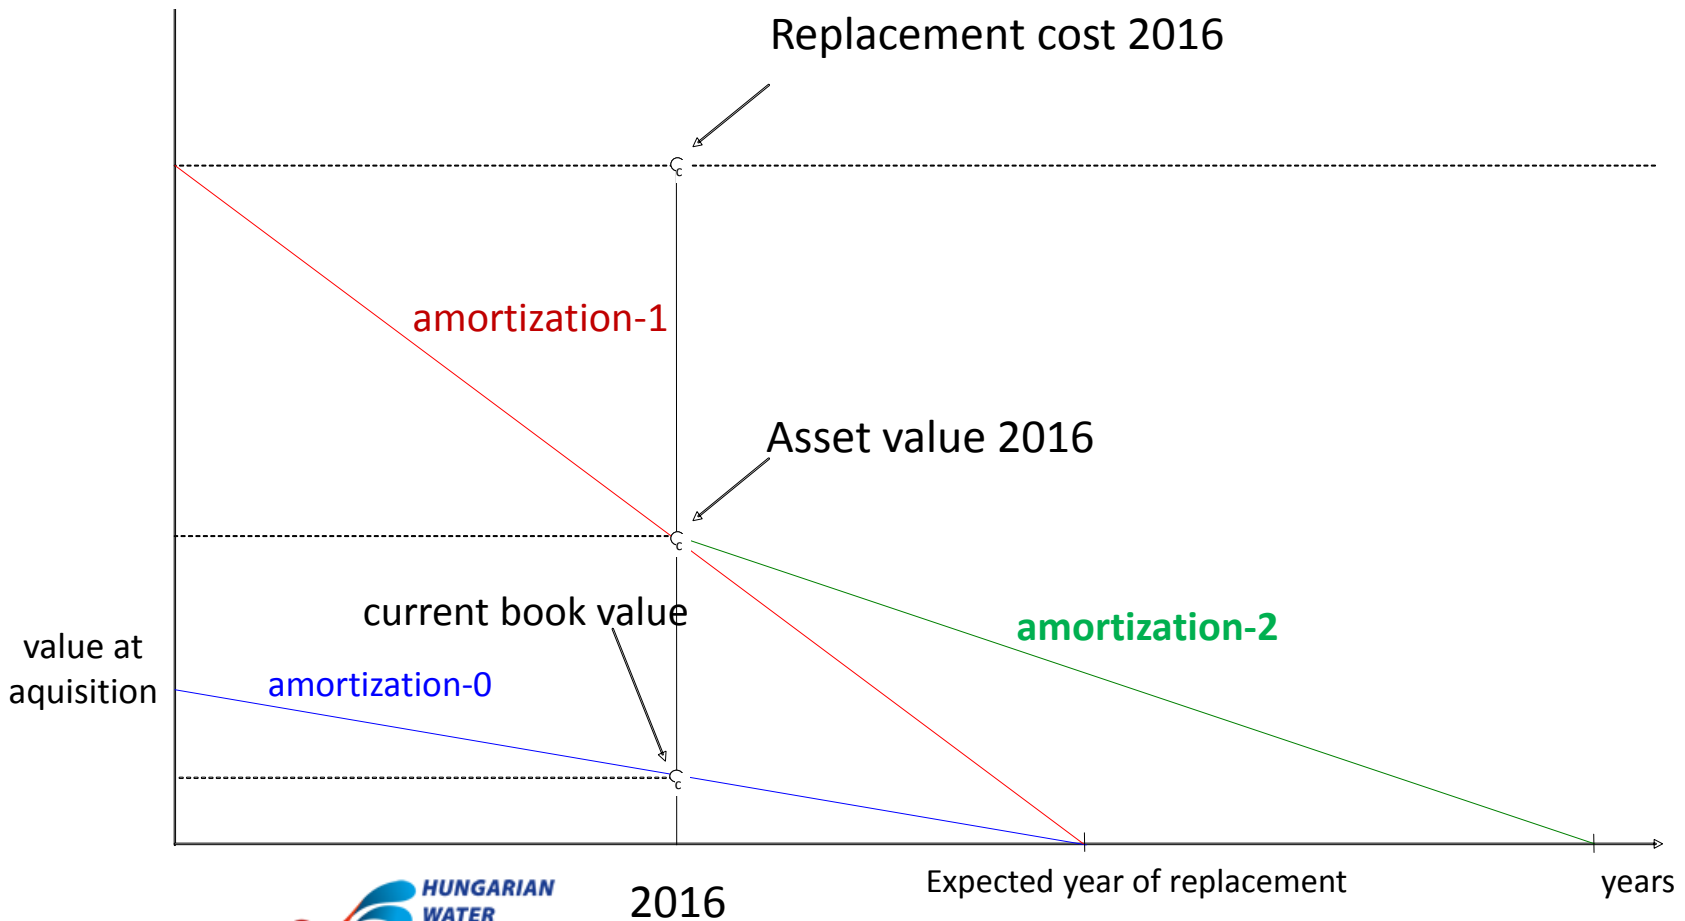 Replacement cost 2016
amortization-1
Asset value 2016
current book value
value at
aquisition
amortization-0
amortization-2
Expected year of replacement
years
2016
HUNGARIAN
WATER